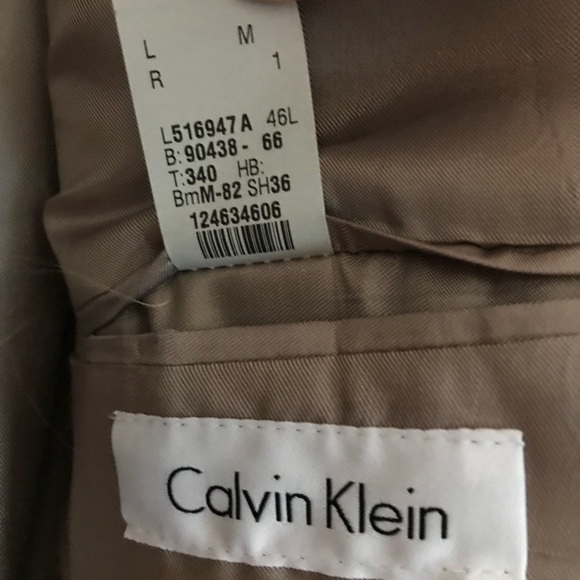 L M
R 1
L516947A 46L
B:90438- 66
T:340 HB:
BmM-82 SH36
124634606
Calvin Klein